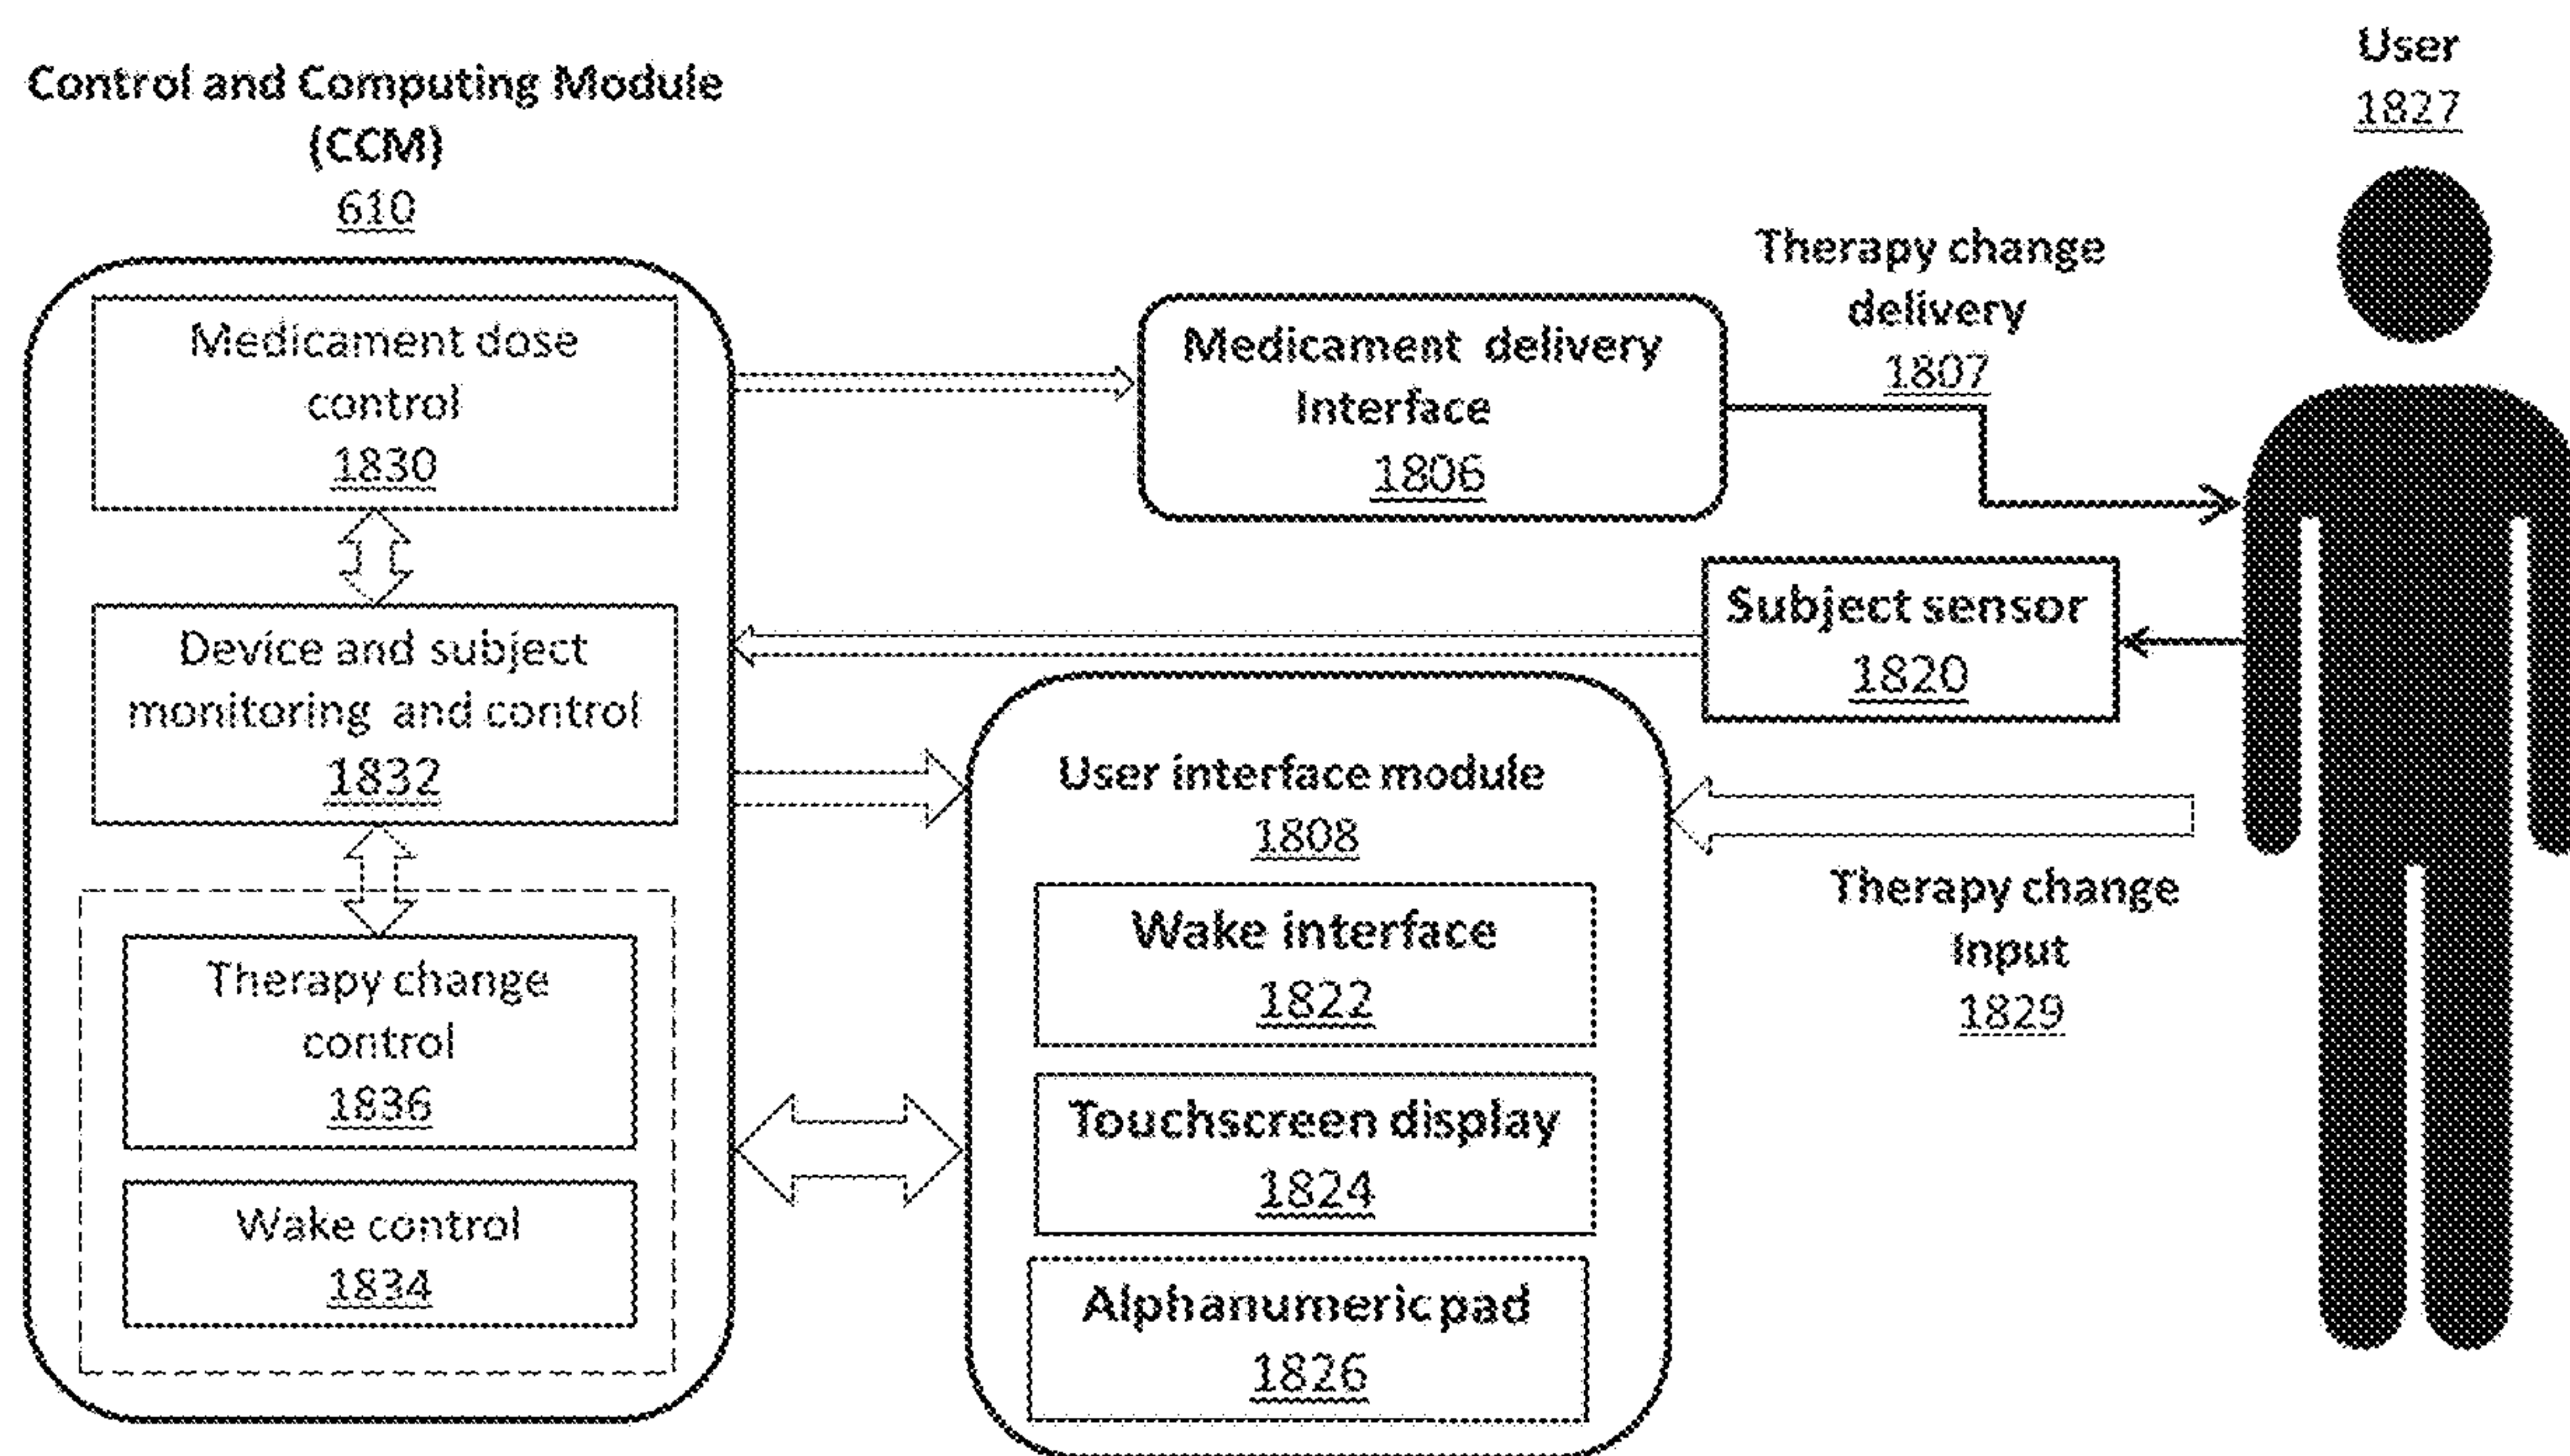 Control and Computing Module
(CCM)
610
Medicament dose
control
1830
Device and subject
monitoring and control
1832
Therapy change
control
1836
Wake control
1834
Medicament delivery
Interface
1806
Therapy change
delivery
1807
User
1827
Subject sensor
1820
User interface module
1808
Wake interface
1822
Touchscreen display
1824
Alphanumeric pad
1826
Therapy change
Input
1829